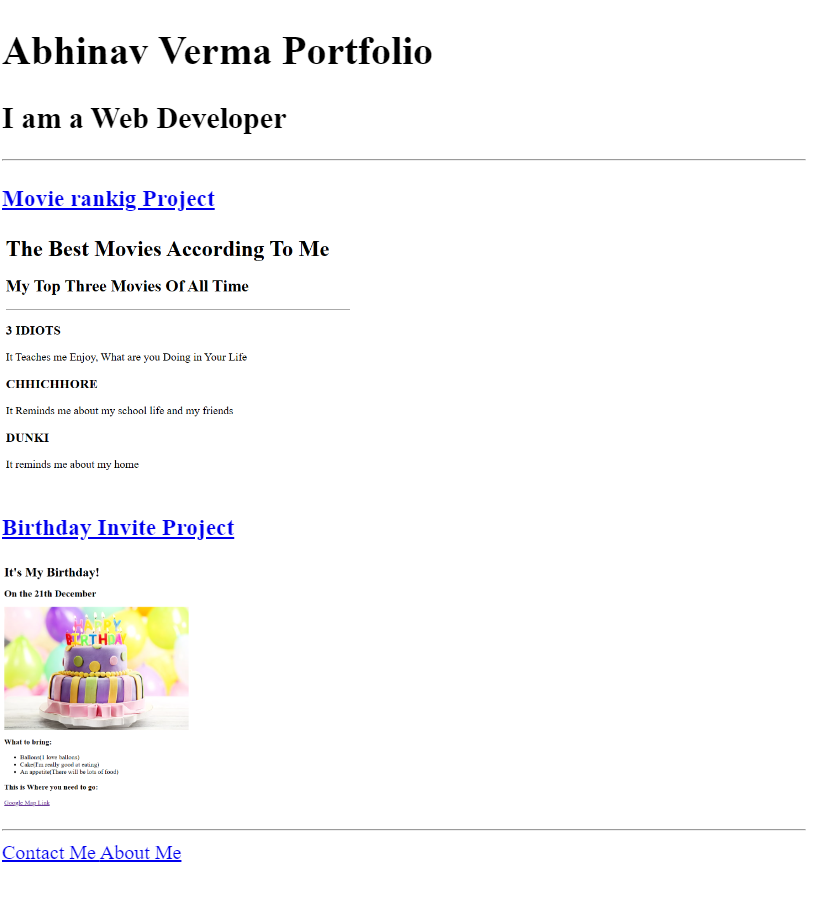 Abhinav Verma Portfolio
I am a Web Developer
Movie rankig Project
The Best Movies According To Me
My Top Three Movies Of All Time
3 IDIOTS
It Teaches me Enjoy, What are you Doing in Your Life
CHHICHHORE
It Reminds me about my school life and my friends
DUNKI
It reminds me about my home
Birthday Invite Project
It's My Birthday!
On the 21th December
HAPPY
BIRTHDAY
What to bring:
Ballons(I love ballons)
Cake(I'm really good at eating)
An appetite(There will be lots of food)
This is Where you need to go:
Google Map Link
Contact Me About Me